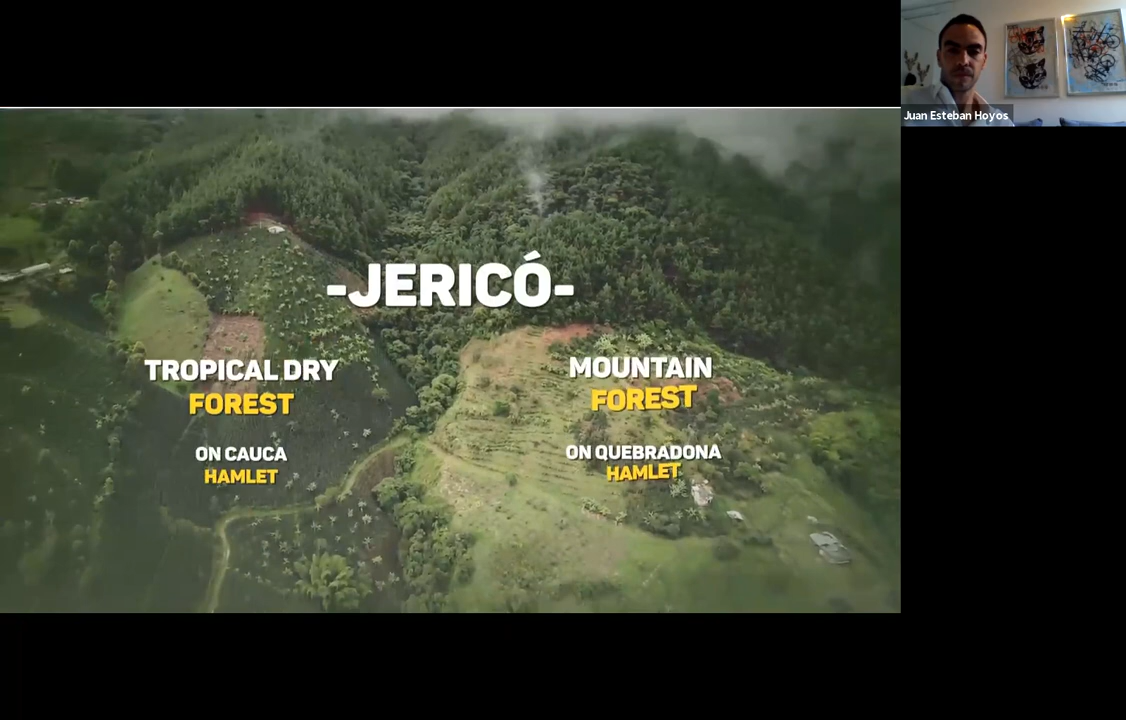 Juan Esteban Hoyos
-JERICÓ-
TROPICAL DRY
FOREST
ON CAUCA
HAMLET
MOUNTAIN
FOREST
ON QUEBRADONA
HAMLET